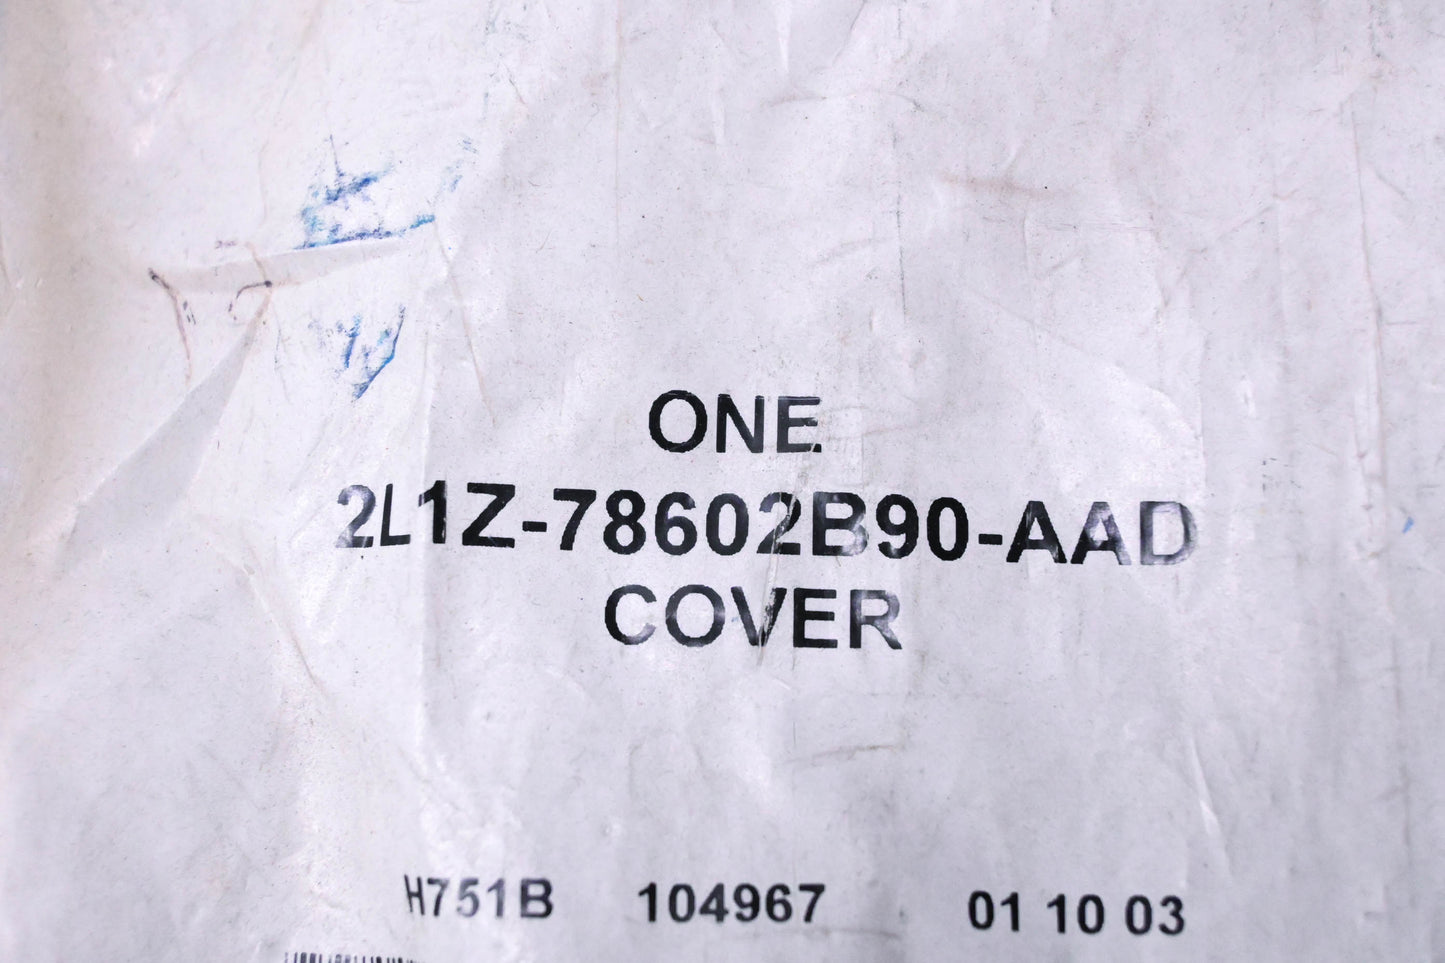 ONE
2L1Z-78602B90-AAD
COVER
H751B 104967 01 10 03